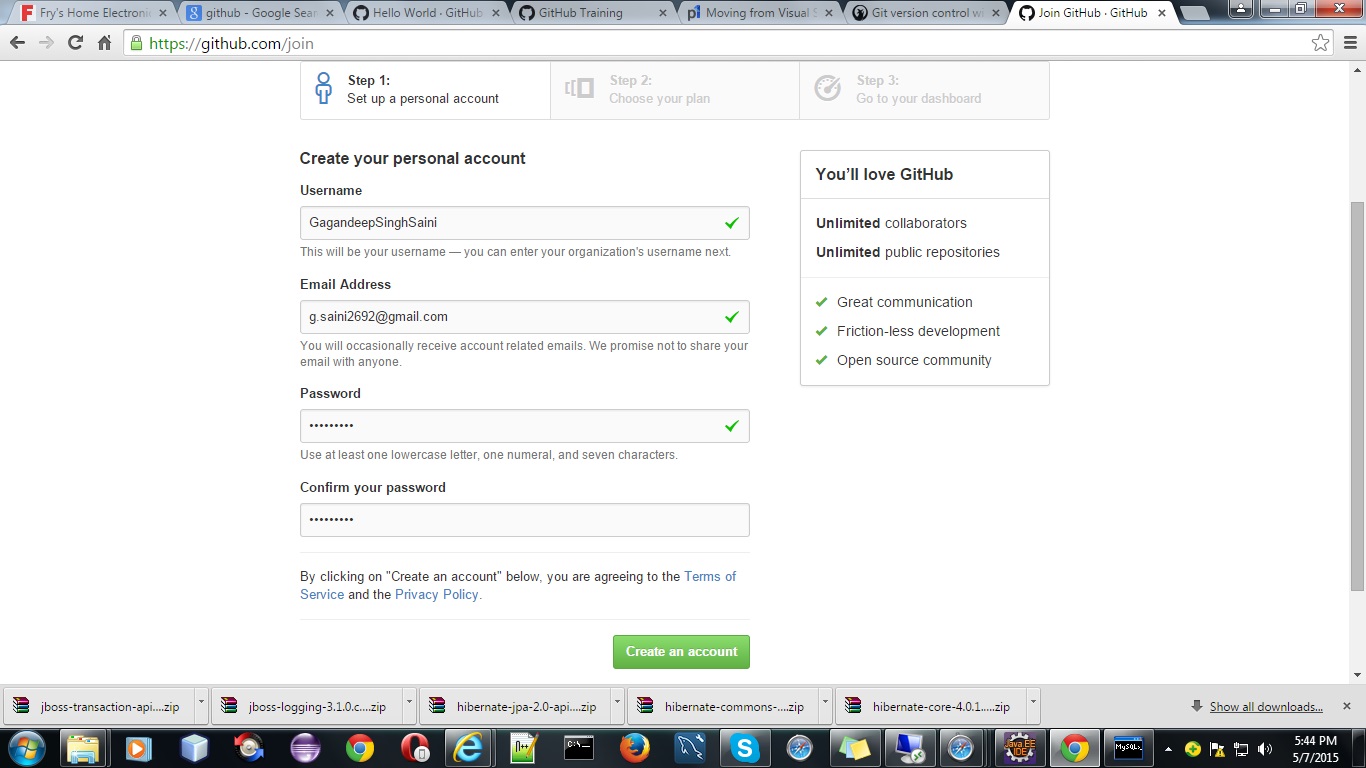 Fry's Home Electronic
github - Google Sear
Hello World · GitHub
GitHub Training
Moving from Visual S
Git version control wi
Join GitHub · GitHub
https://github.com/join
Step 1:
Set up a personal account
Step 2:
Choose your plan
Step 3:
Go to your dashboard
Create your personal account
Username
GagandeepSinghSaini
This will be your username — you can enter your organization's username next.
Email Address
g.saini2692@gmail.com
You will occasionally receive account related emails. We promise not to share your
email with anyone.
Password
•••••••••
Use at least one lowercase letter, one numeral, and seven characters.
Confirm your password
•••••••••
By clicking on "Create an account" below, you are agreeing to the Terms of
Service and the Privacy Policy.
Create an account
You'll love GitHub
Unlimited collaborators
Unlimited public repositories
Great communication
Friction-less development
Open source community
jboss-transaction-api....zip
jboss-logging-3.1.0.c....zip
hibernate-jpa-2.0-api....zip
hibernate-commons-....zip
hibernate-core-4.0.1.....zip
Show all downloads...
Java EE
IDE
MySQL
5:44 PM
5/7/2015